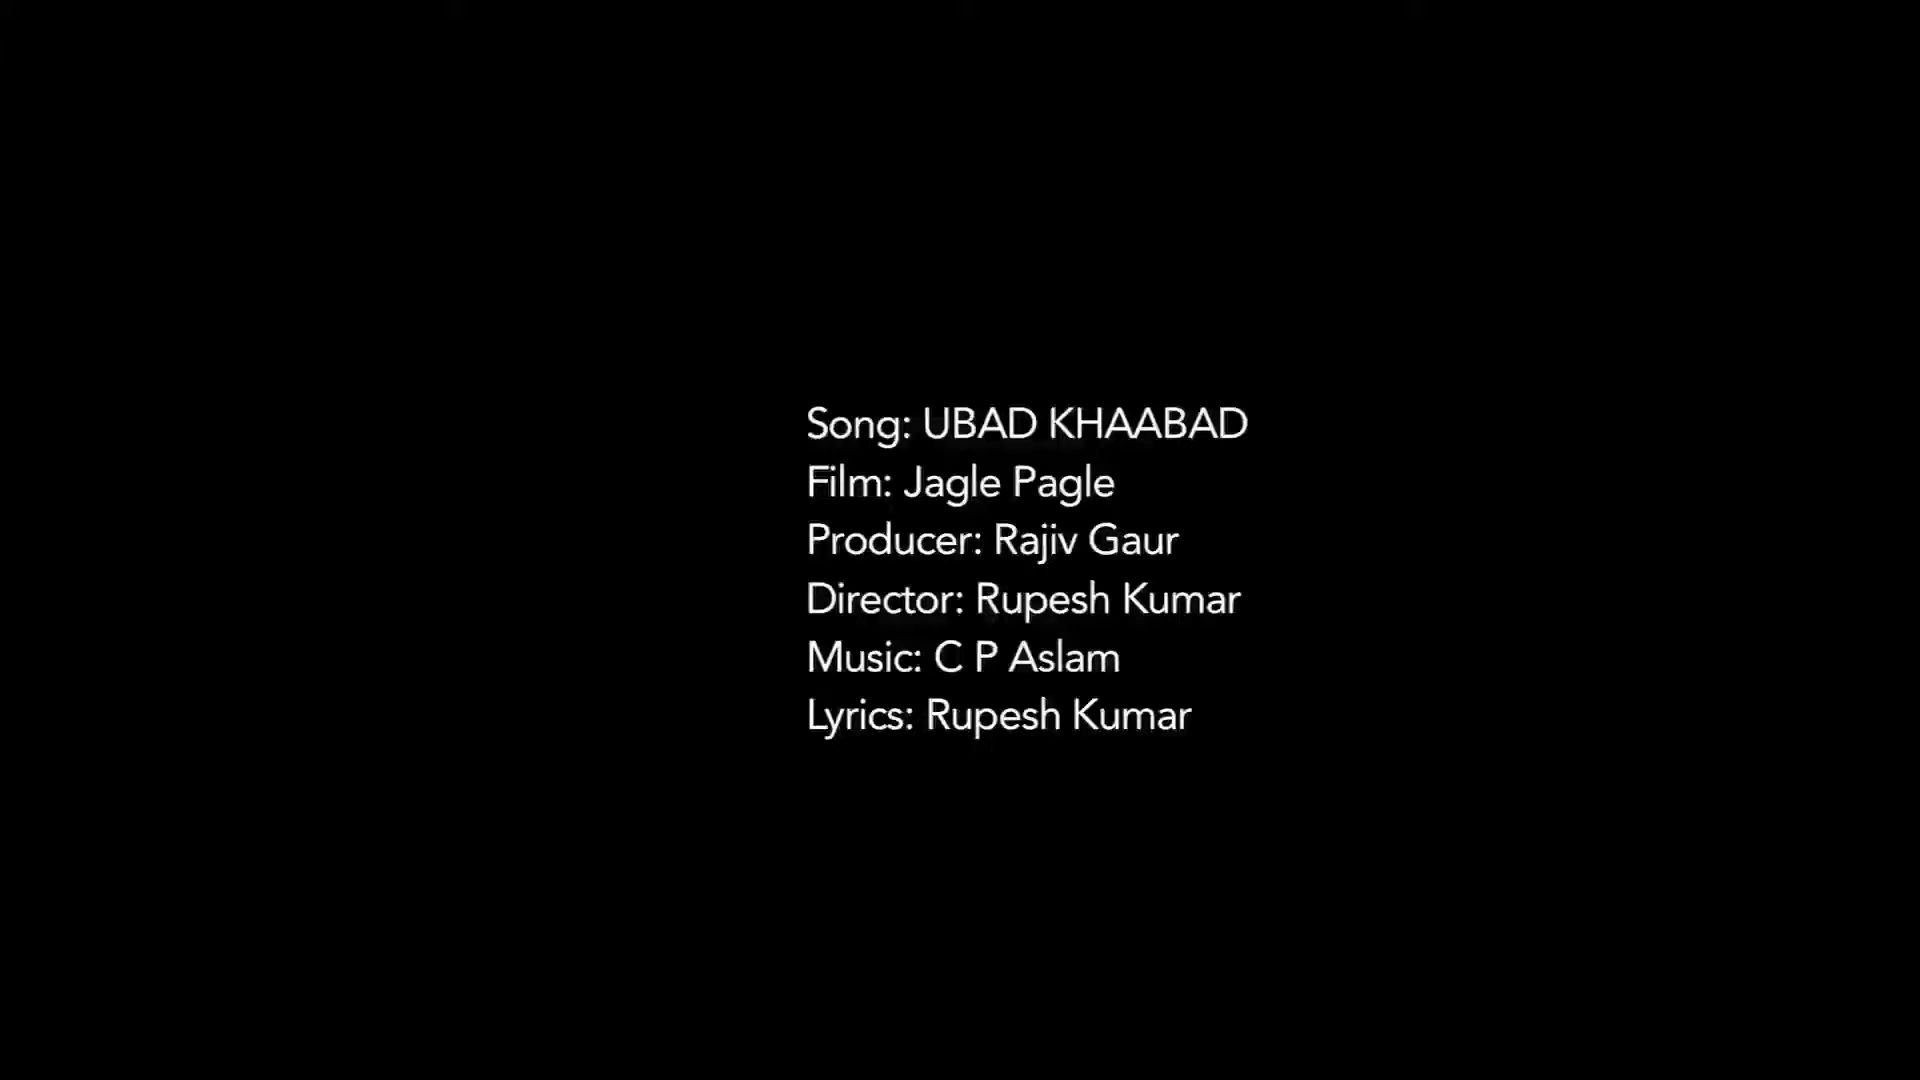 Song: UBAD KHAABAD
Film: Jagle Pagle
Producer: Rajiv Gaur
Director: Rupesh Kumar
Music: C P Aslam
Lyrics: Rupesh Kumar